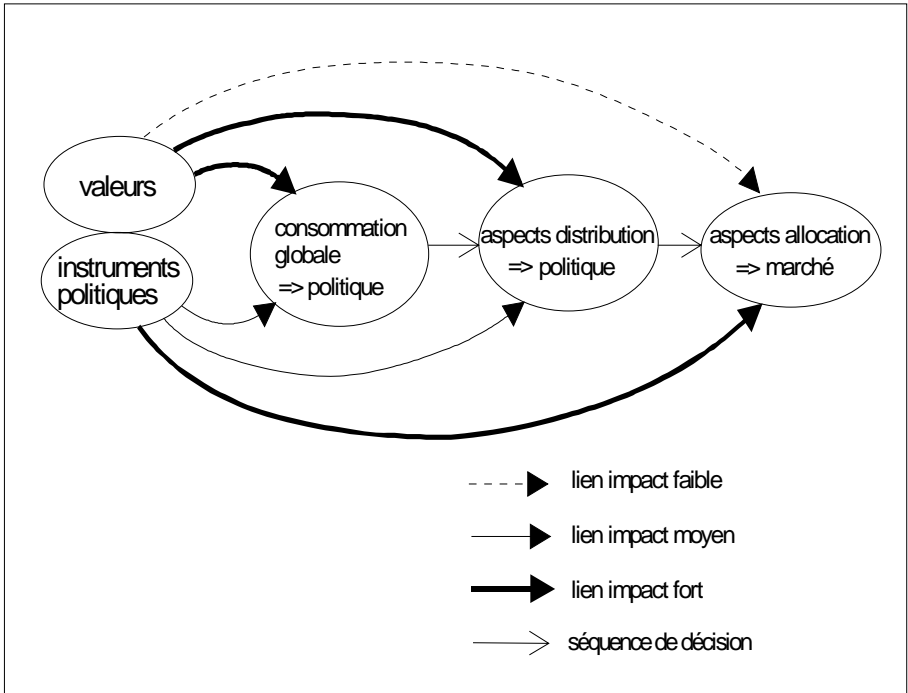 valeurs
instruments
politiques
consommation
globale
=> politique
aspects distribution
=> politique
aspects allocation
=> marché
lien impact faible
lien impact moyen
lien impact fort
séquence de décision